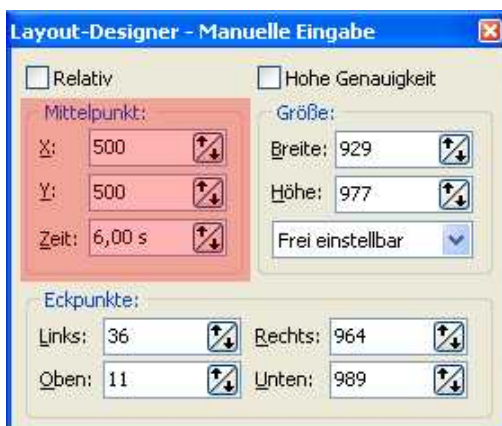 Layout-Designer - Manuelle Eingabe
Relativ
Hohe Genauigkeit
Mittelpunkt:
X: 500
Y: 500
Zeit: 6,00 s
Größe:
Breite: 929
Höhe: 977
Frei einstellbar
Eckpunkte:
Links: 36 Rechts: 964
Oben: 11 Unten: 989